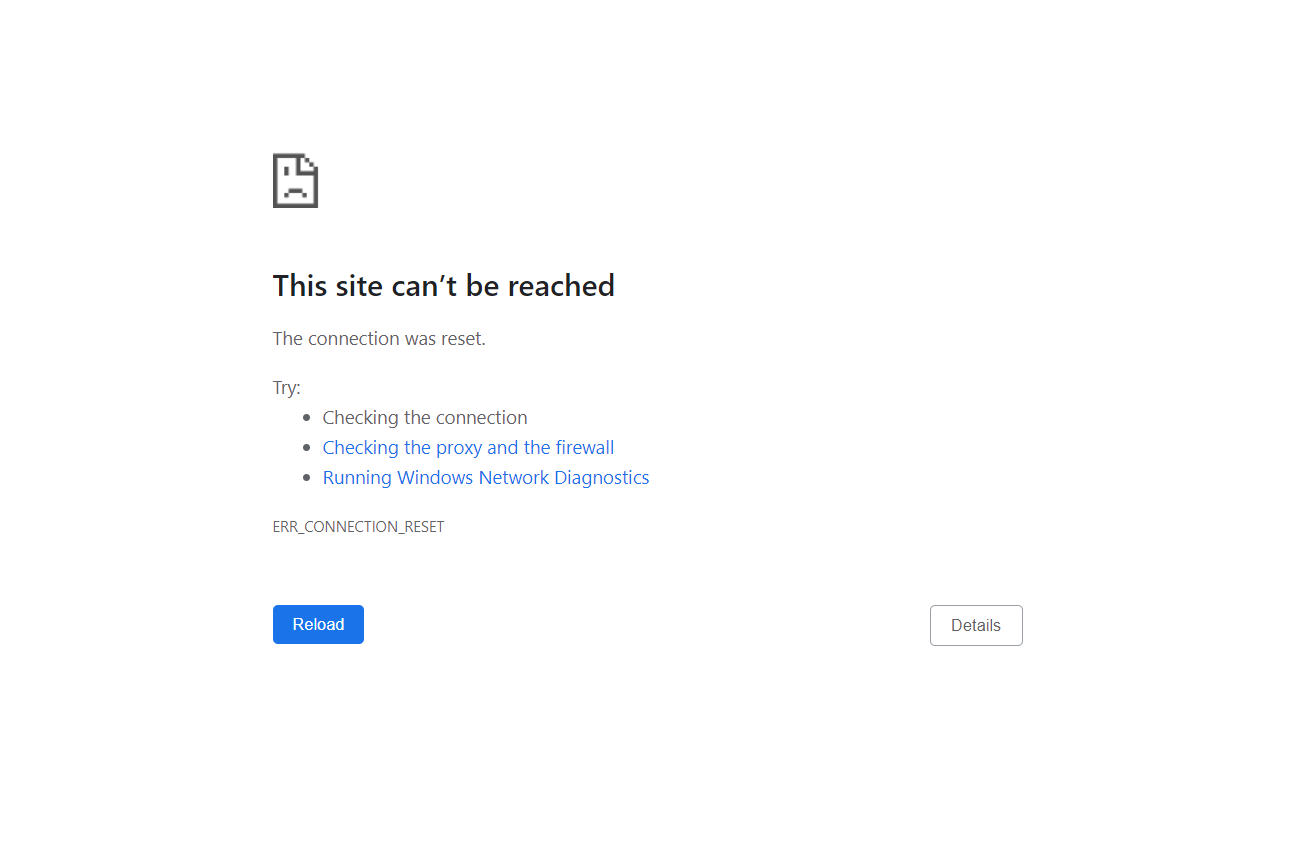 This site can’t be reached
The connection was reset.
Try:
• Checking the connection
• Checking the proxy and the firewall
• Running Windows Network Diagnostics
ERR_CONNECTION_RESET
Reload
Details